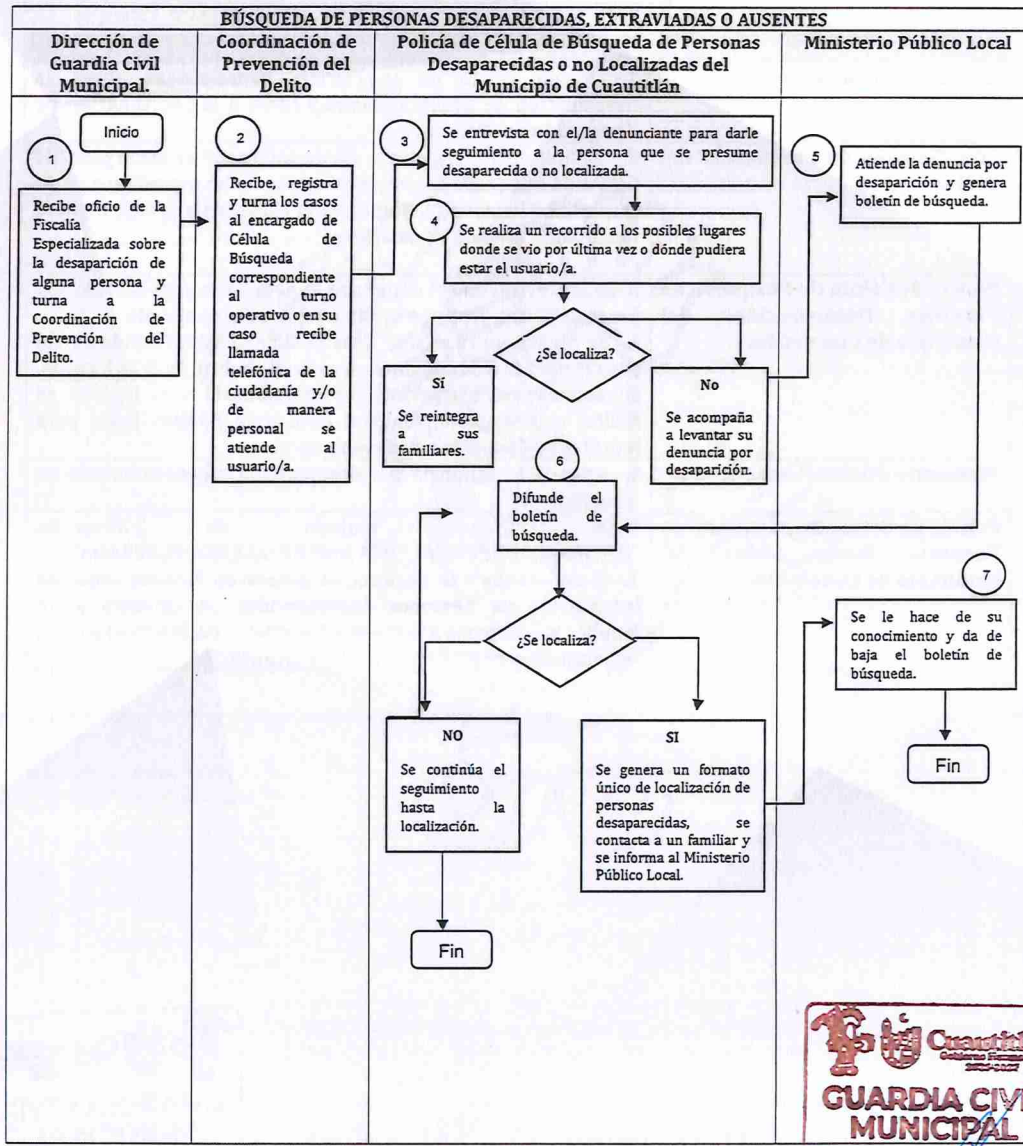 BÚSQUEDA DE PERSONAS DESAPARECIDAS, EXTRAVIADAS O AUSENTES
Dirección de
Guardia Civil
Municipal.
Coordinación de
Prevención del
Delito
Policía de Célula de Búsqueda de Personas
Desaparecidas o no Localizadas del
Municipio de Cuautitlán
Ministerio Público Local
Inicio
1
Recibe oficio de la
Fiscalía
Especializada sobre
la desaparición de
alguna persona y
turna a la
Coordinación de
Prevención del
Delito.
2
Recibe, registra
y turna los casos
al encargado de
Célula de
Búsqueda
correspondiente
al turno
operativo o en su
caso recibe
llamada
telefónica de la
ciudadanía y/o
de manera
personal se
atiende al
usuario/a.
3
Se entrevista con el/la denunciante para darle
seguimiento a la persona que se presume
desaparecida o no localizada.
4
Se realiza un recorrido a los posibles lugares
donde se vio por última vez o dónde pudiera
estar el usuario/a.
¿Se localiza?
Sí
Se reintegra
a sus
familiares.
No
Se acompaña
a levantar su
denuncia por
desaparición.
5
Atiende la denuncia por
desaparición y genera
boletín de búsqueda.
6
Difunde el
boletín de
búsqueda.
¿Se localiza?
NO
Se continúa el
seguimiento
hasta la
localización.
Fin
SI
Se genera un formato
único de localización de
personas
desaparecidas, se
contacta a un familiar y
se informa al Ministerio
Público Local.
7
Se le hace de su
conocimiento y da de
baja el boletín de
búsqueda.
Fin
GUARDIA CIVI
MUNICIPAL